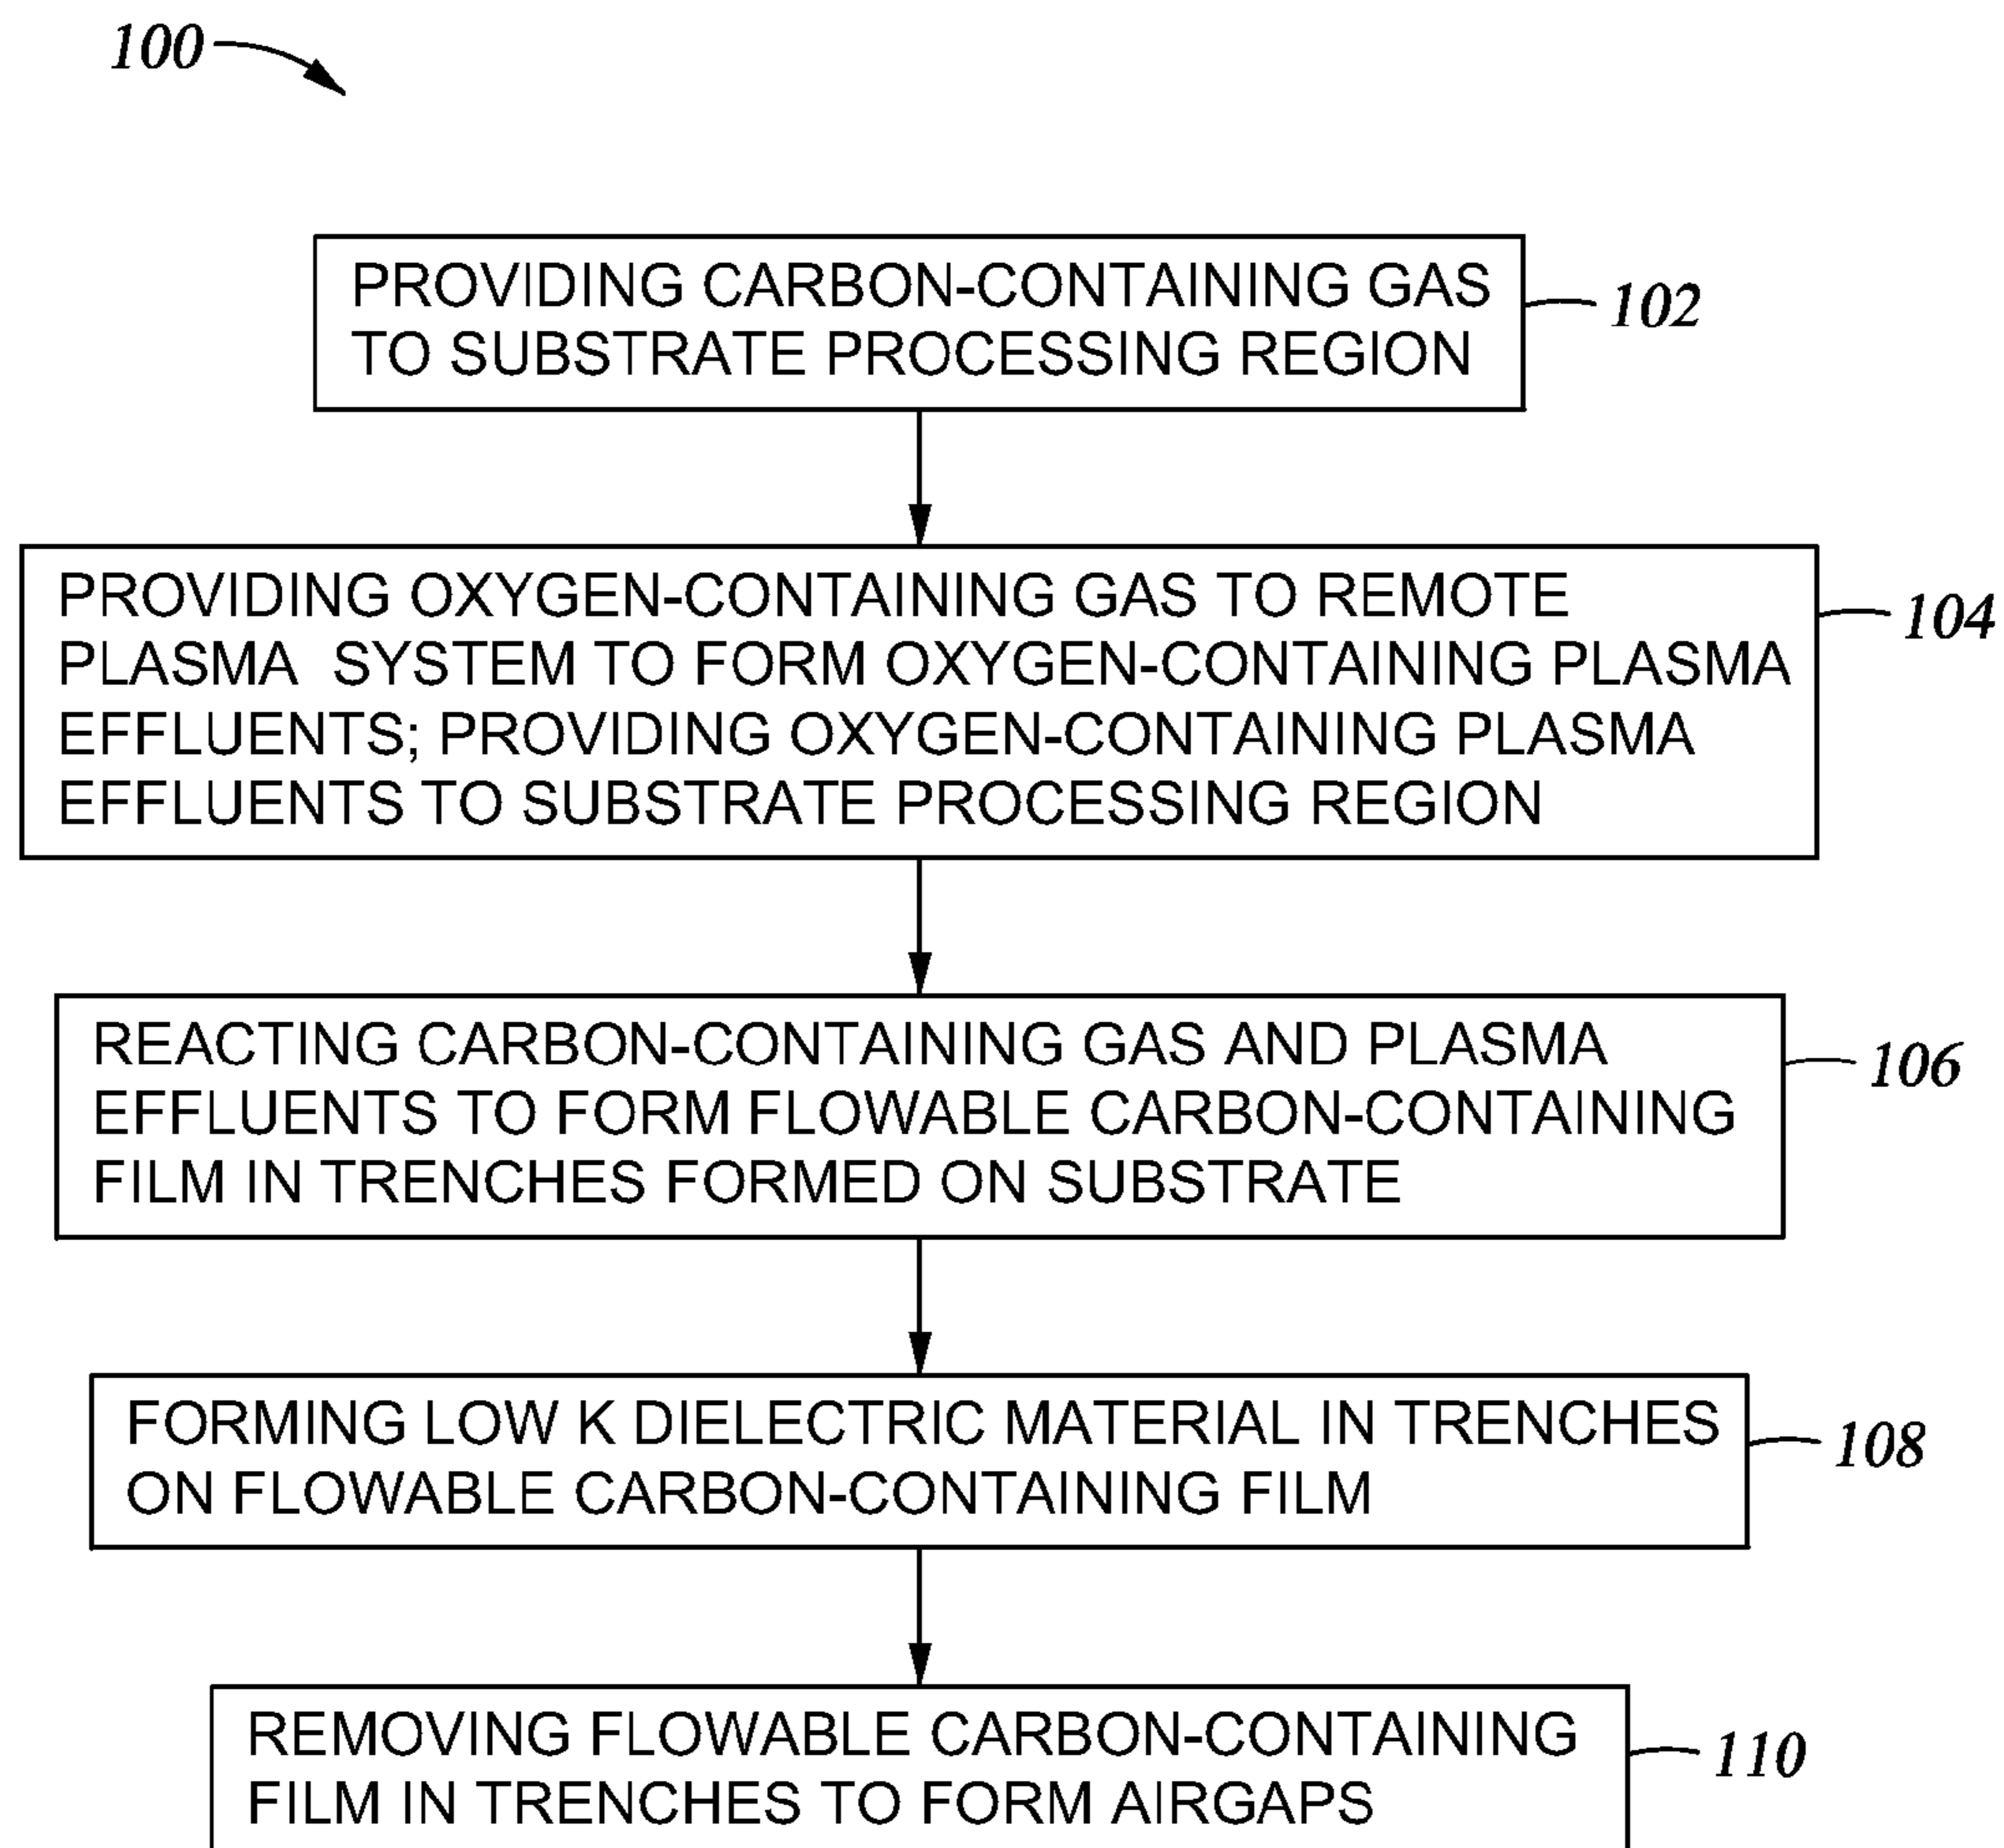 100
PROVIDING CARBON-CONTAINING GAS
TO SUBSTRATE PROCESSING REGION
102
PROVIDING OXYGEN-CONTAINING GAS TO REMOTE
PLASMA SYSTEM TO FORM OXYGEN-CONTAINING PLASMA
EFFLUENTS; PROVIDING OXYGEN-CONTAINING PLASMA
EFFLUENTS TO SUBSTRATE PROCESSING REGION
104
REACTING CARBON-CONTAINING GAS AND PLASMA
EFFLUENTS TO FORM FLOWABLE CARBON-CONTAINING
FILM IN TRENCHES FORMED ON SUBSTRATE
106
FORMING LOW K DIELECTRIC MATERIAL IN TRENCHES
ON FLOWABLE CARBON-CONTAINING FILM
108
REMOVING FLOWABLE CARBON-CONTAINING
FILM IN TRENCHES TO FORM AIRGAPS
110